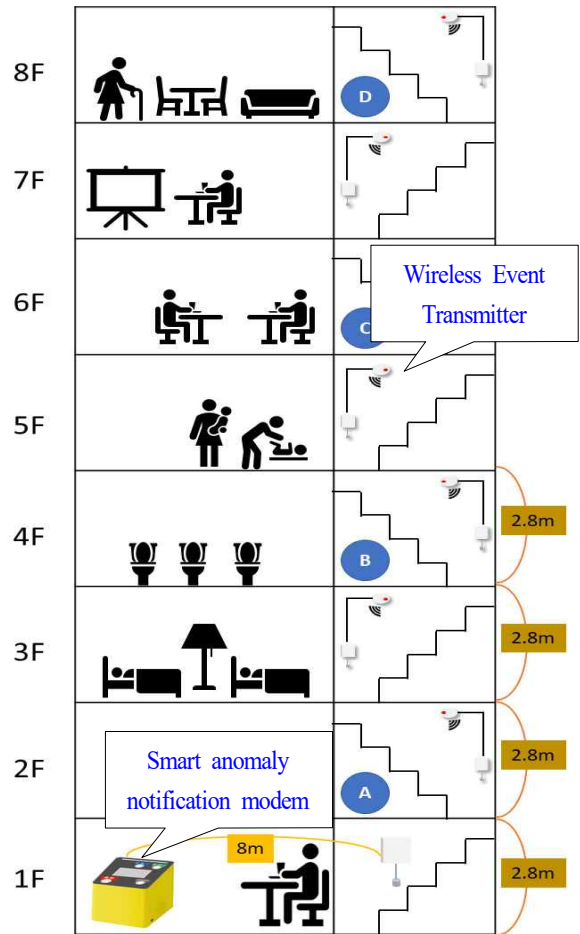 8F
D
7F
6F
Wireless Event
Transmitter
C
5F
4F
2.8m
B
3F
2.8m
2F
Smart anomaly
notification modem
A
2.8m
1F
8m
2.8m